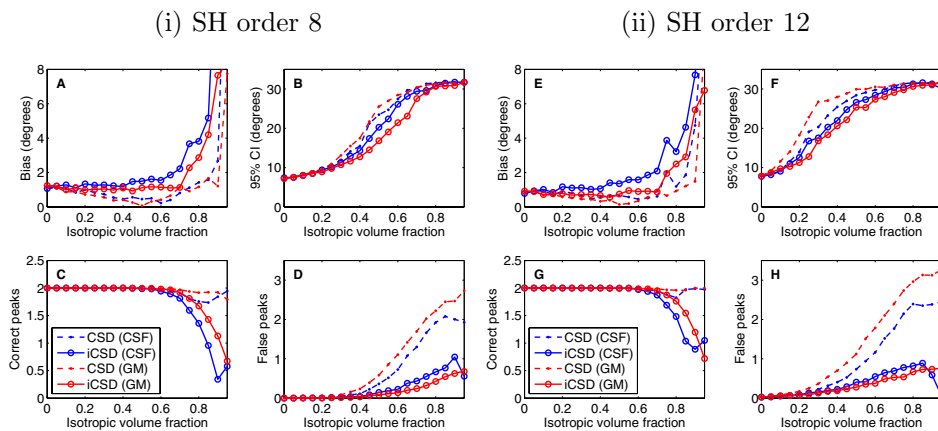 (i) SH order 8
(ii) SH order 12
A
Bias (degrees)
8
6
4
2
0
0 0.2 0.4 0.6 0.8
Isotropic volume fraction
B
95% CI (degrees)
30
20
10
0
0 0.2 0.4 0.6 0.8
Isotropic volume fraction
E
Bias (degrees)
8
6
4
2
0
0 0.2 0.4 0.6 0.8
Isotropic volume fraction
F
95% CI (degrees)
30
20
10
0
0 0.2 0.4 0.6 0.8
Isotropic volume fraction
C
Correct peaks
2.5
2
1.5
1
0.5
0
CSD (CSF)
iCSD (CSF)
CSD (GM)
iCSD (GM)
0 0.2 0.4 0.6 0.8
Isotropic volume fraction
D
False peaks
3
2
1
0
0 0.2 0.4 0.6 0.8
Isotropic volume fraction
G
Correct peaks
2.5
2
1.5
1
0.5
0
CSD (CSF)
iCSD (CSF)
CSD (GM)
iCSD (GM)
0 0.2 0.4 0.6 0.8
Isotropic volume fraction
H
False peaks
3
2
1
0
0 0.2 0.4 0.6 0.8
Isotropic volume fraction